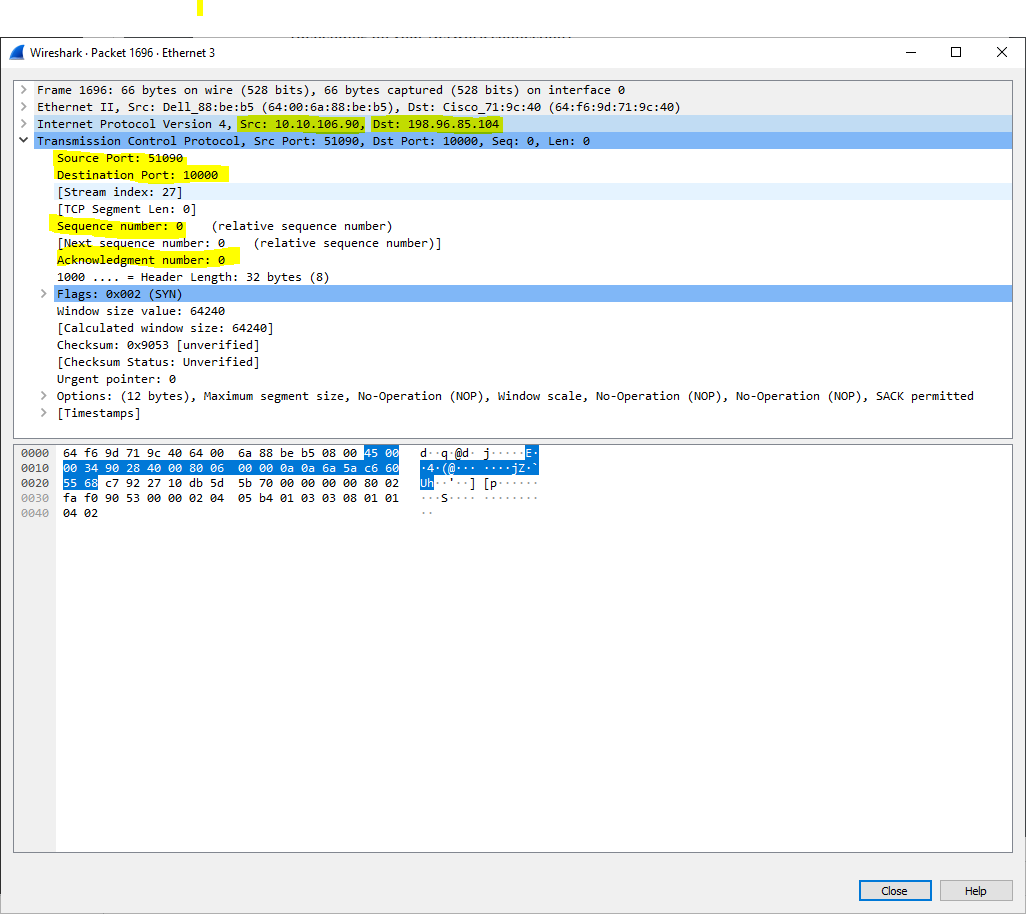 Wireshark · Packet 1696 · Ethernet 3
Frame 1696: 66 bytes on wire (528 bits), 66 bytes captured (528 bits) on interface 0
Ethernet II, Src: Dell_88:be:b5 (64:00:6a:88:be:b5), Dst: Cisco_71:9c:40 (64:f6:9d:71:9c:40)
Internet Protocol Version 4, Src: 10.10.106.90, Dst: 198.96.85.104
Transmission Control Protocol, Src Port: 51090, Dst Port: 10000, Seq: 0, Len: 0
Source Port: 51090
Destination Port: 10000
[Stream index: 27]
[TCP Segment Len: 0]
Sequence number: 0    (relative sequence number)
[Next sequence number: 0    (relative sequence number)]
Acknowledgment number: 0
1000 .... = Header Length: 32 bytes (8)
Flags: 0x002 (SYN)
Window size value: 64240
[Calculated window size: 64240]
Checksum: 0x9053 [unverified]
[Checksum Status: Unverified]
Urgent pointer: 0
Options: (12 bytes), Maximum segment size, No-Operation (NOP), Window scale, No-Operation (NOP), No-Operation (NOP), SACK permitted
[Timestamps]
0000  64 f6 9d 71 9c 40 64 00  6a 88 be b5 08 00 45 00   d··q·@d· j·····E·
0010  00 34 90 28 40 00 80 06  00 00 0a 0a 6a 5a c6 60   ·4·(@··· ····jZ·`
0020  55 68 c7 92 27 10 db 5d  5b 70 00 00 00 00 80 02   Uh··'··] [p······
0030  fa f0 90 53 00 00 02 04  05 b4 01 03 03 08 01 01   ···S···· ········
0040  04 02   ··
Close Help